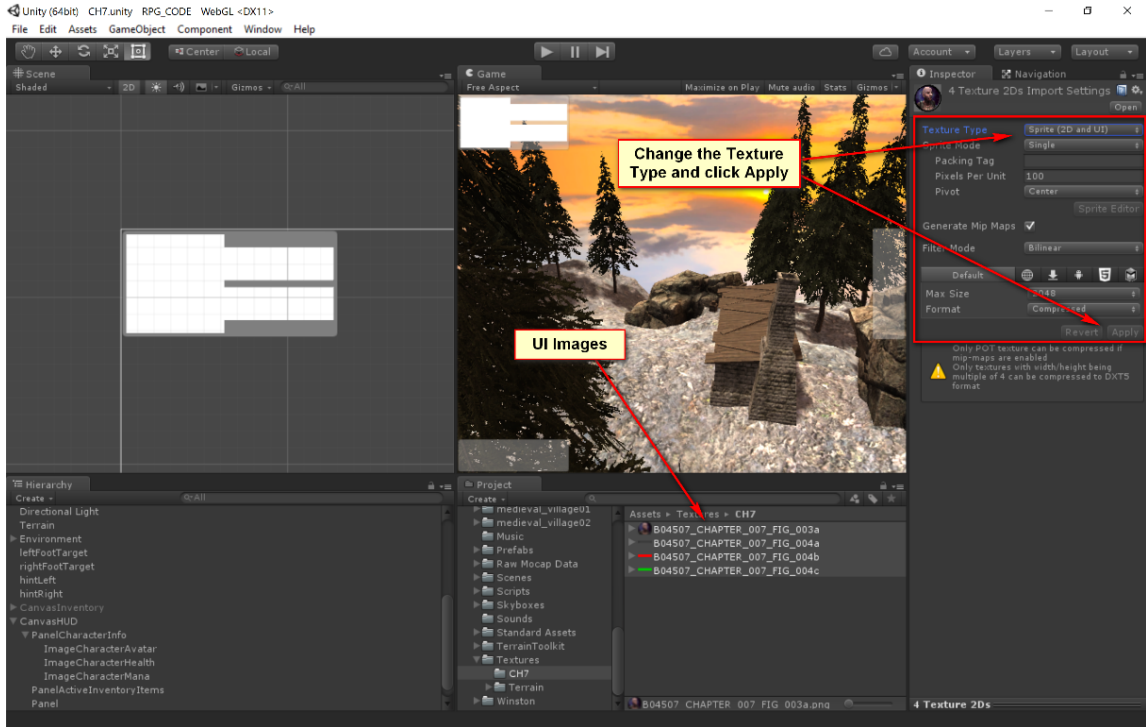 Unity (64bit) CH7.unity RPG_CODE WebGL <DX11>
File Edit Assets GameObject Component Window Help
Center Local
Account Layers Layout
Scene
Shaded 2D Gizmos All
Game
Free Aspect Maximize on Play Mute audio Stats Gizmos
Inspector Navigation
4 Texture 2Ds Import Settings
Open
Texture Type Sprite (2D and UI)
Sprite Mode Single
Packing Tag
Pixels Per Unit 100
Pivot Center
Sprite Editor
Generate Mip Maps
Filter Mode Bilinear
Default
Max Size 2048
Format Compressed
Revert Apply
Only POT texture can be compressed if
mip-maps are enabled
Only textures with width/height being
multiple of 4 can be compressed to DXT5
format
Change the Texture
Type and click Apply
UI Images
Hierarchy
Create All
Directional Light
Terrain
Environment
leftFootTarget
rightFootTarget
hintLeft
hintRight
CanvasInventory
CanvasHUD
PanelCharacterInfo
ImageCharacterAvatar
ImageCharacterHealth
ImageCharacterMana
PanelActiveInventoryItems
Panel
Project
Create
medieval_village01
medieval_village02
Music
Prefabs
Raw Mocap Data
Scenes
Scripts
Skyboxes
Sounds
Standard Assets
TerrainToolkit
Textures
CH7
Terrain
Winston
Assets Textures CH7
B04507_CHAPTER_007_FIG_003a
B04507_CHAPTER_007_FIG_004a
B04507_CHAPTER_007_FIG_004b
B04507_CHAPTER_007_FIG_004c
B04507_CHAPTER_007_FIG_003a.png
4 Texture 2Ds